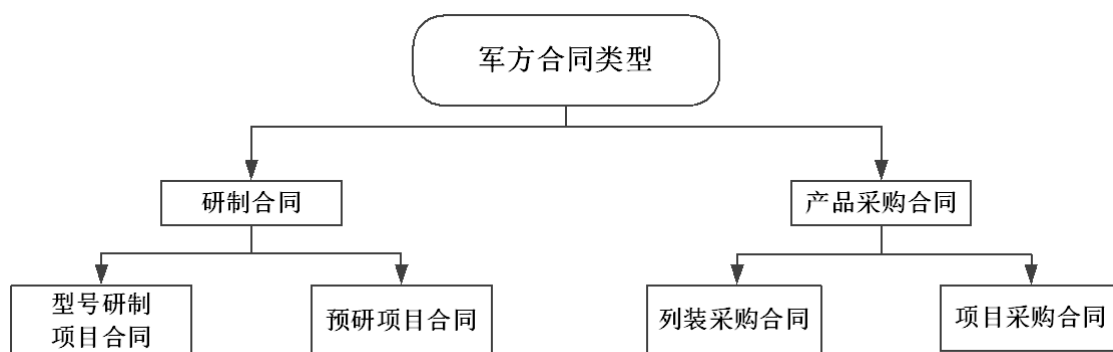 军方合同类型
研制合同
产品采购合同
型号研制
项目合同
预研项目合同
列装采购合同
项目采购合同